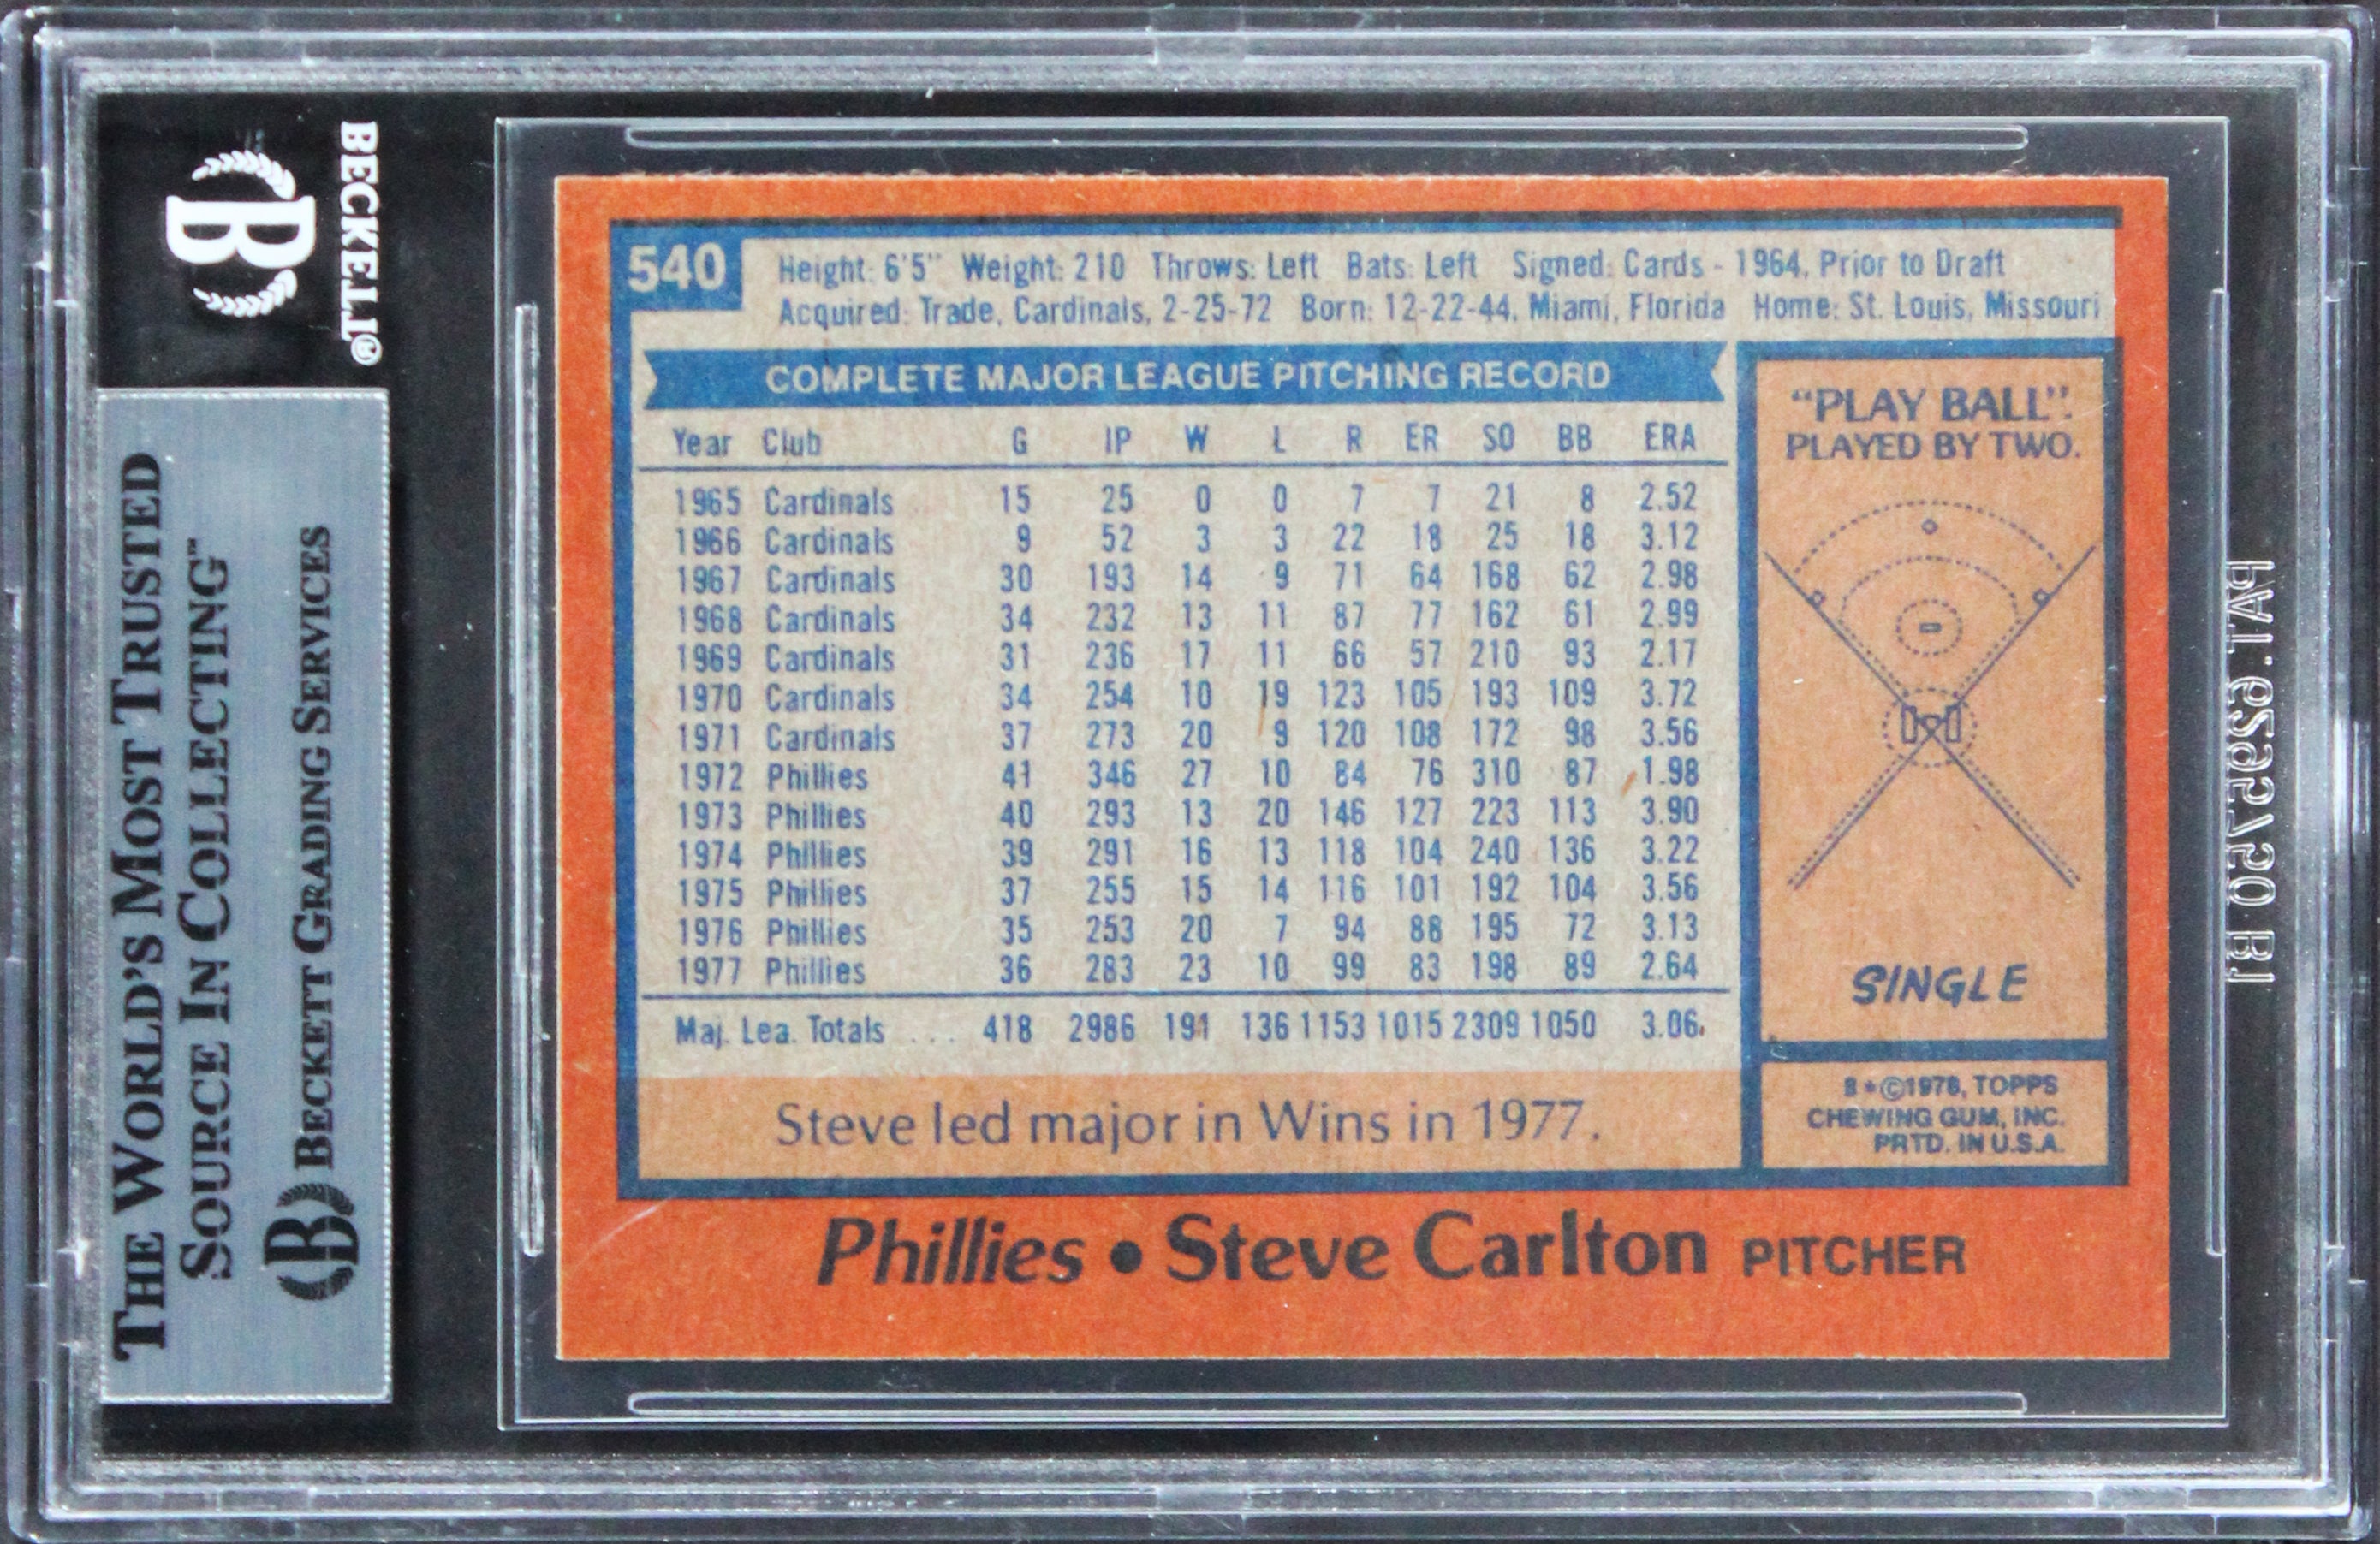 BECKETT®
B
THE WORLD'S MOST TRUSTED
SOURCE IN COLLECTING™
B BECKETT GRADING SERVICES
540
Height: 6'5" Weight: 210 Throws: Left Bats: Left Signed: Cards - 1964, Prior to Draft
Acquired: Trade, Cardinals, 2-25-72 Born: 12-22-44, Miami, Florida Home: St. Louis, Missouri
COMPLETE MAJOR LEAGUE PITCHING RECORD
Year Club G IP W L R ER SO BB ERA
1965 Cardinals 15 25 0 0 7 7 21 8 2.52
1966 Cardinals 9 52 3 3 22 18 25 18 3.12
1967 Cardinals 30 193 14 9 71 64 168 62 2.98
1968 Cardinals 34 232 13 11 87 77 162 61 2.99
1969 Cardinals 31 236 17 11 66 57 210 93 2.17
1970 Cardinals 34 254 10 19 123 105 193 109 3.72
1971 Cardinals 37 273 20 9 120 108 172 98 3.56
1972 Phillies 41 346 27 10 84 76 310 87 1.98
1973 Phillies 40 293 13 20 146 127 223 113 3.90
1974 Phillies 39 291 16 13 118 104 240 136 3.22
1975 Phillies 37 255 15 14 116 101 192 104 3.56
1976 Phillies 35 253 20 7 94 88 195 72 3.13
1977 Phillies 36 283 23 10 99 83 198 89 2.64
Maj. Lea. Totals ... 418 2986 191 136 1153 1015 2309 1050 3.06
Steve led major in Wins in 1977.
"PLAY BALL".
PLAYED BY TWO.
SINGLE
8*©1978, TOPPS
CHEWING GUM, INC.
PRTD. IN U.S.A.
Phillies • Steve Carlton PITCHER